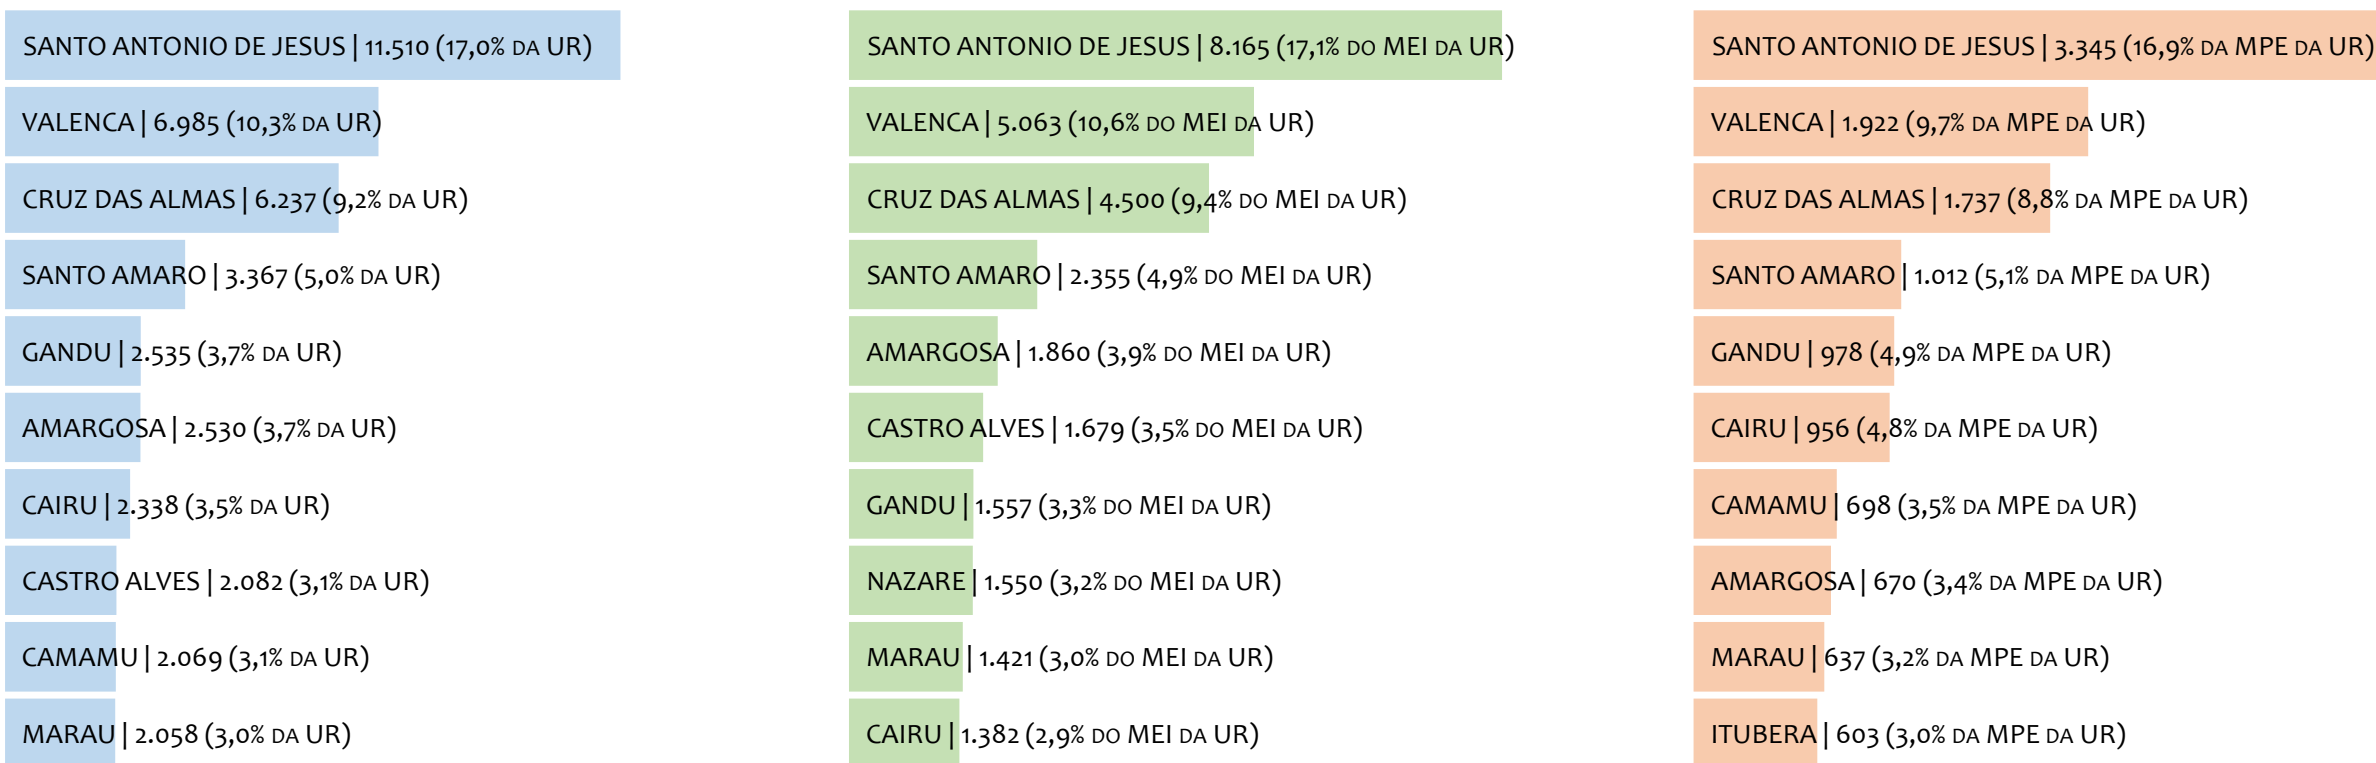 SANTO ANTONIO DE JESUS | 11.510 (17,0% DA UR)
VALENCA | 6.985 (10,3% DA UR)
CRUZ DAS ALMAS | 6.237 (9,2% DA UR)
SANTO AMARO | 3.367 (5,0% DA UR)
GANDU | 2.535 (3,7% DA UR)
AMARGOSA | 2.530 (3,7% DA UR)
CAIRU | 2.338 (3,5% DA UR)
CASTRO ALVES | 2.082 (3,1% DA UR)
CAMAMU | 2.069 (3,1% DA UR)
MARAU | 2.058 (3,0% DA UR)
SANTO ANTONIO DE JESUS | 8.165 (17,1% DO MEI DA UR)
VALENCA | 5.063 (10,6% DO MEI DA UR)
CRUZ DAS ALMAS | 4.500 (9,4% DO MEI DA UR)
SANTO AMARO | 2.355 (4,9% DO MEI DA UR)
AMARGOSA | 1.860 (3,9% DO MEI DA UR)
CASTRO ALVES | 1.679 (3,5% DO MEI DA UR)
GANDU | 1.557 (3,3% DO MEI DA UR)
NAZARE | 1.550 (3,2% DO MEI DA UR)
MARAU | 1.421 (3,0% DO MEI DA UR)
CAIRU | 1.382 (2,9% DO MEI DA UR)
SANTO ANTONIO DE JESUS | 3.345 (16,9% DA MPE DA UR)
VALENCA | 1.922 (9,7% DA MPE DA UR)
CRUZ DAS ALMAS | 1.737 (8,8% DA MPE DA UR)
SANTO AMARO | 1.012 (5,1% DA MPE DA UR)
GANDU | 978 (4,9% DA MPE DA UR)
CAIRU | 956 (4,8% DA MPE DA UR)
CAMAMU | 698 (3,5% DA MPE DA UR)
AMARGOSA | 670 (3,4% DA MPE DA UR)
MARAU | 637 (3,2% DA MPE DA UR)
ITUBERA | 603 (3,0% DA MPE DA UR)